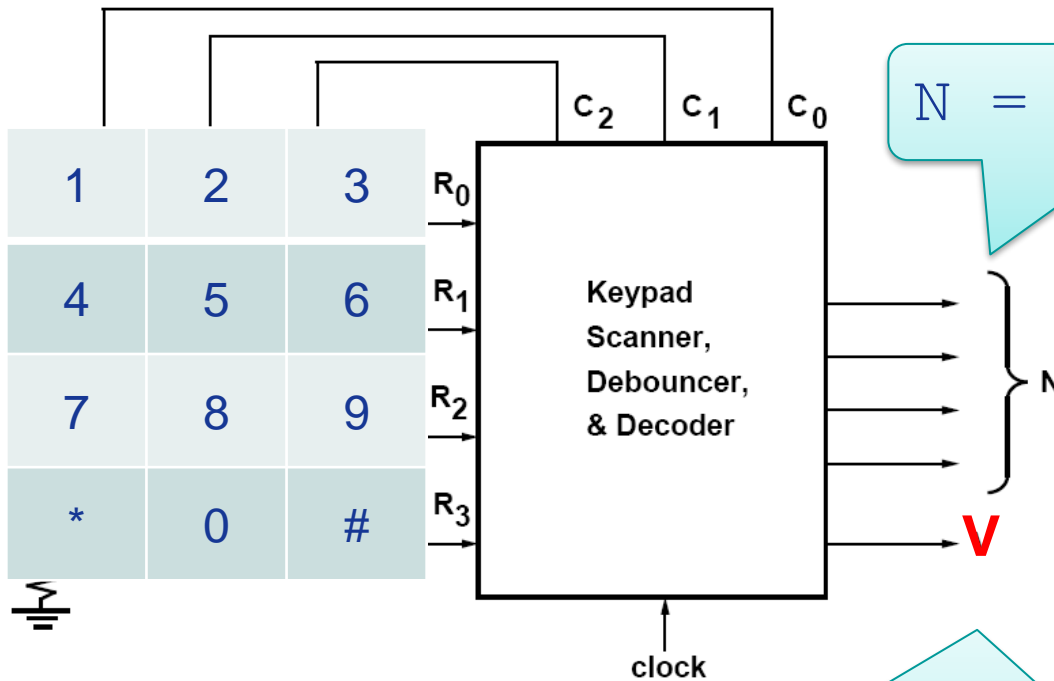 C2 C1 C0
N =
1 2 3 R0
4 5 6 R1
7 8 9 R2
* 0 # R3
Keypad
Scanner,
Debouncer,
& Decoder
N
V
clock